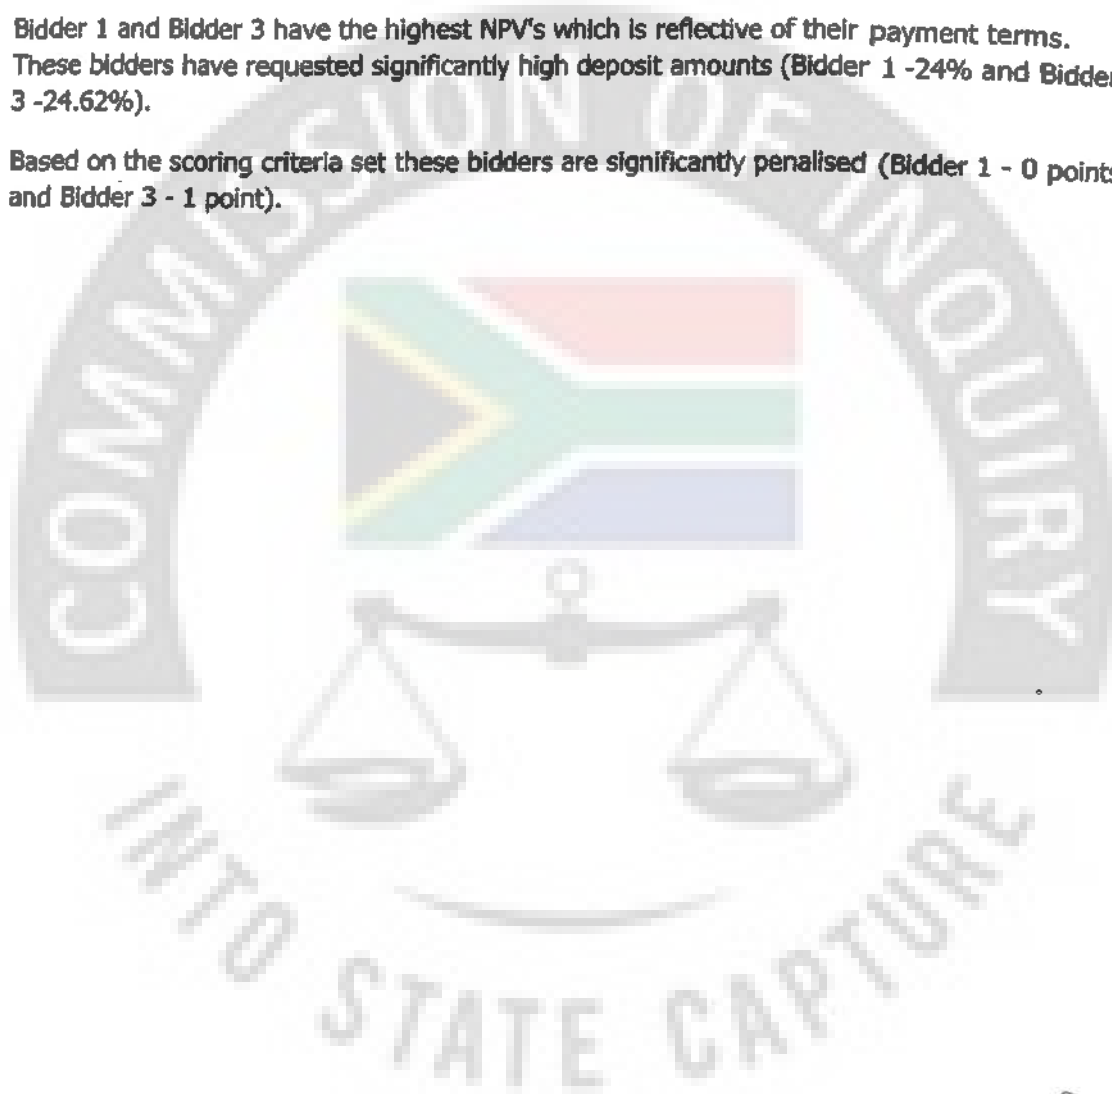 Bidder 1 and Bidder 3 have the highest NPV's which is reflective of their payment terms.
These bidders have requested significantly high deposit amounts (Bidder 1 -24% and Bidder
3 -24.62%).
Based on the scoring criteria set these bidders are significantly penalised (Bidder 1 - 0 points
and Bidder 3 - 1 point).
COMMISSION OF INQUIRY
INTO STATE CAPTURE